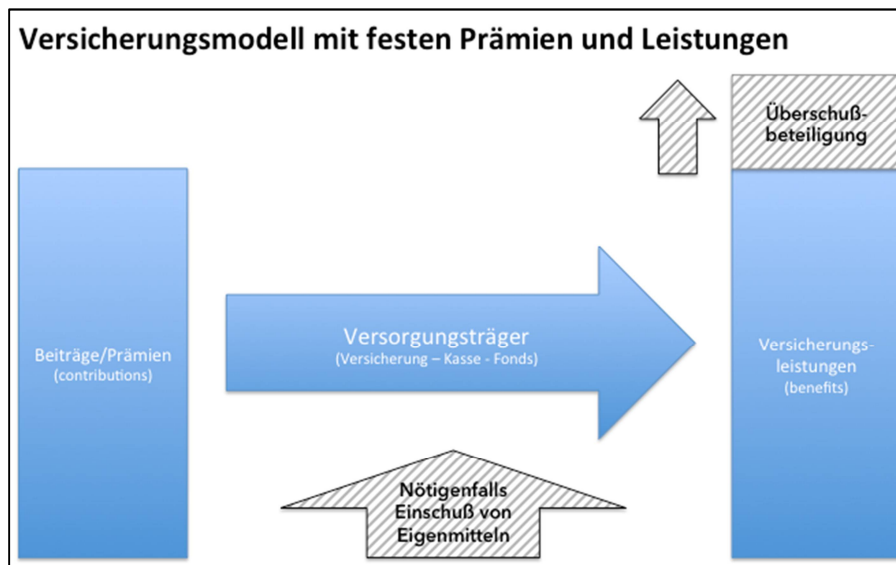 Versicherungsmodell mit festen Prämien und Leistungen
Überschuß-
beteiligung
Beiträge/Prämien
(contributions)
Versorgungsträger
(Versicherung – Kasse - Fonds)
Versicherungs-
leistungen
(benefits)
Nötigenfalls
Einschuß von
Eigenmitteln